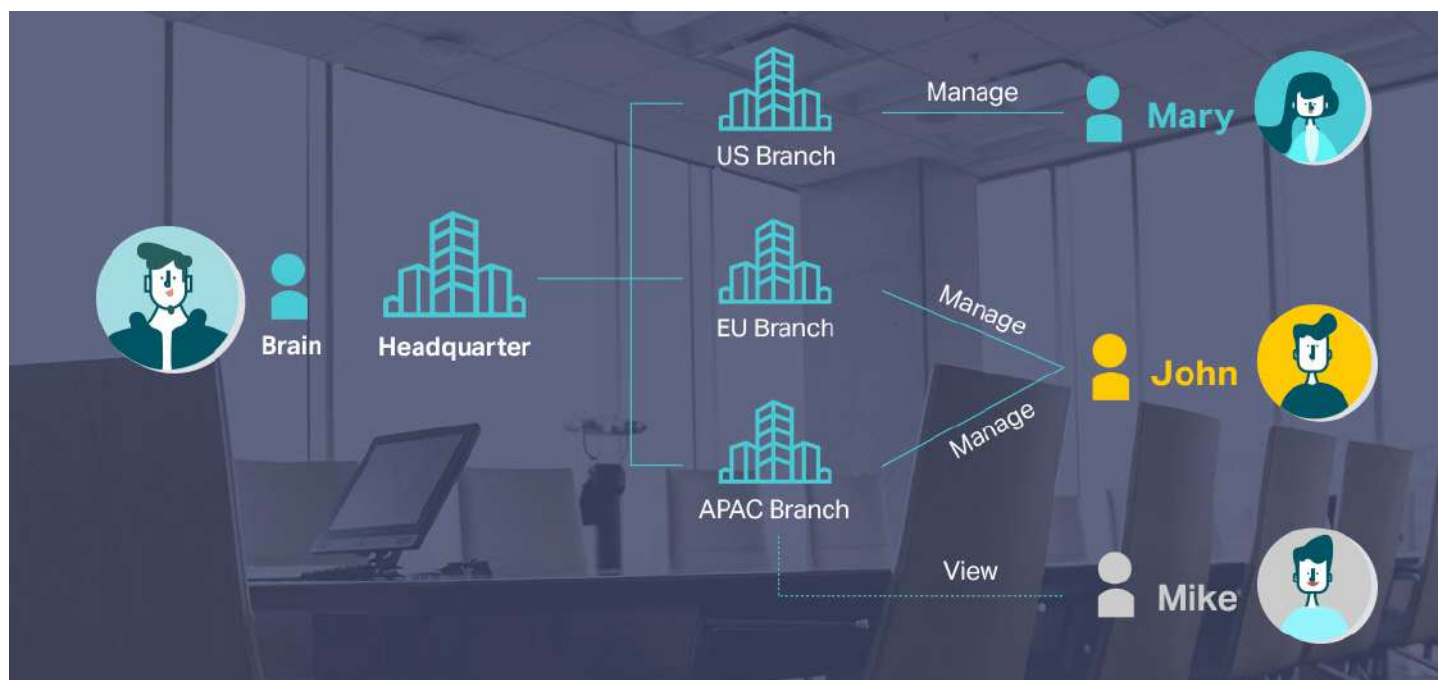 Manage
Mary
US Branch
Brain
Headquarter
EU Branch
Manage
John
Manage
APAC Branch
View
Mike